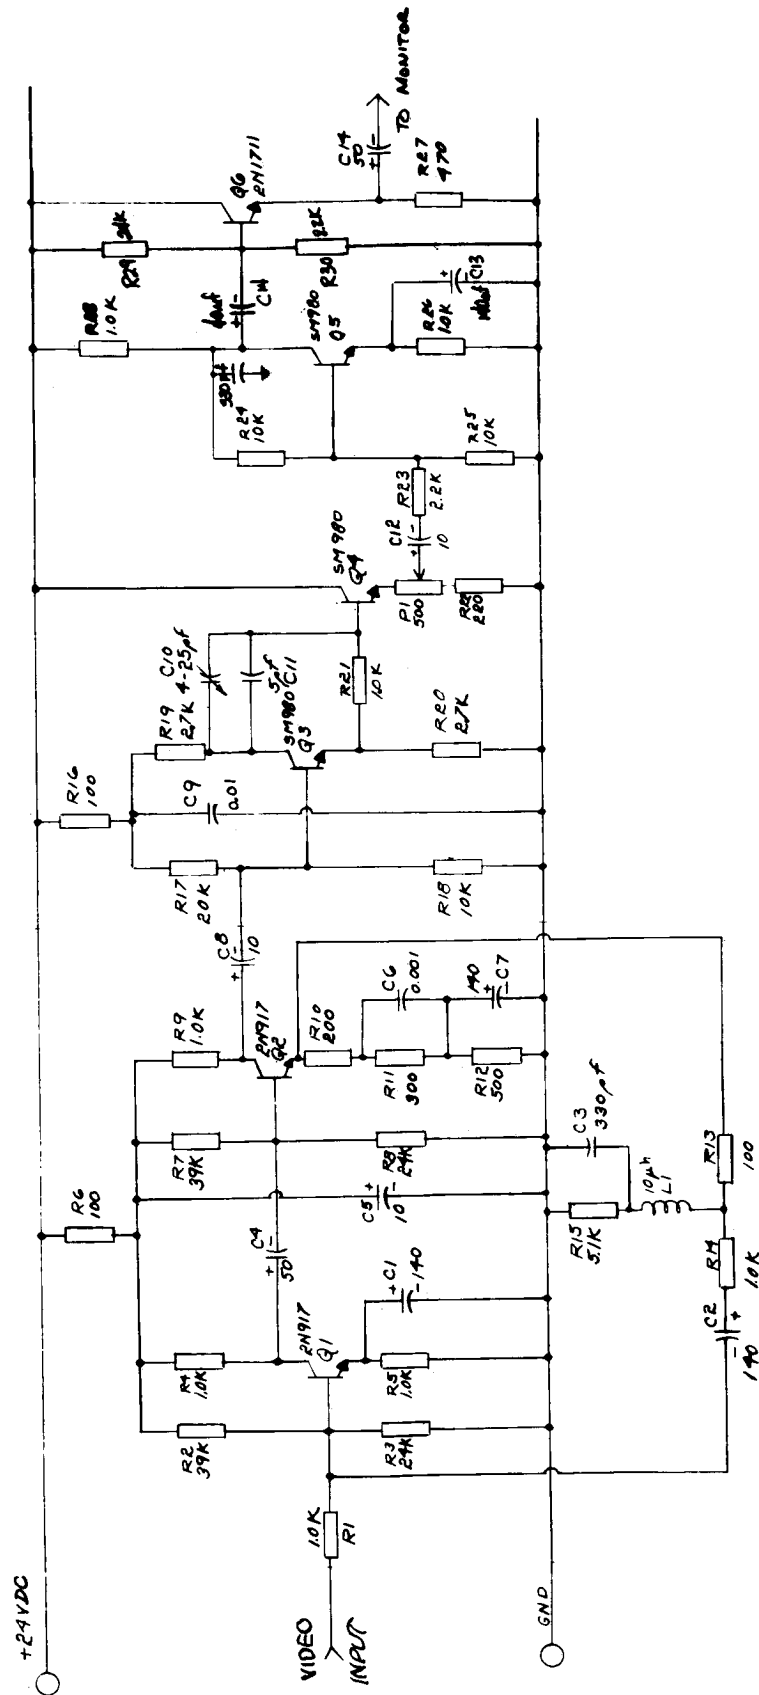 +24VDC
VIDEO
INPUT
GND
1.0K
R1
R2
39K
R3
24K
R4
1.0K
2N917
Q1
R5
1.0K
+ C1
- 140
C4
+ -
50
R6
100
R7
39K
R8
24K
C5 +
10 -
R9
1.0K
2N917
Q2
R10
200
R11
300
C6
0.001
R12
500
140 +
- C7
C2
- +
140
R14
1.0K
R13
100
R15
5.1K
10µh
L1
C3
330pf
C8
+ -
10
R16
100
R17
20K
R18
10K
C9
0.01
R19
2.7K
C10
4-25pf
5pf
C11
SM980
Q3
R20
2.7K
R21
10K
SM980
Q4
P1
500
R22
220
C12
+ -
10
R23
2.2K
R24
10K
R25
10K
1.0K
SM980
Q5
R26
1.0K
+
- C13
+ -
C14
R29
R30
2.2K
Q6
2N1711
C14
50
+ -
R27
470
TO MONITOR